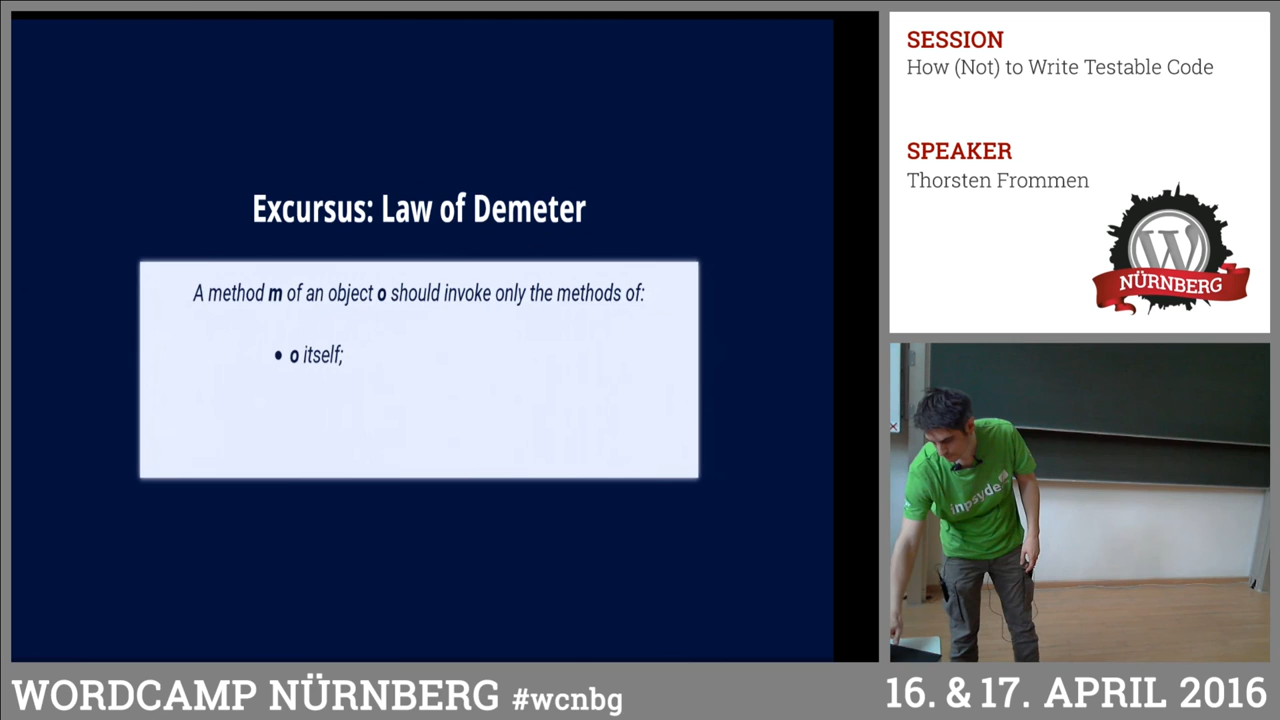 Excursus: Law of Demeter
A method m of an object o should invoke only the methods of:
• o itself;
SESSION
How (Not) to Write Testable Code
SPEAKER
Thorsten Frommen
W
NÜRNBERG
inpsyde
WORDCAMP NÜRNBERG #wcnbg
16. & 17. APRIL 2016